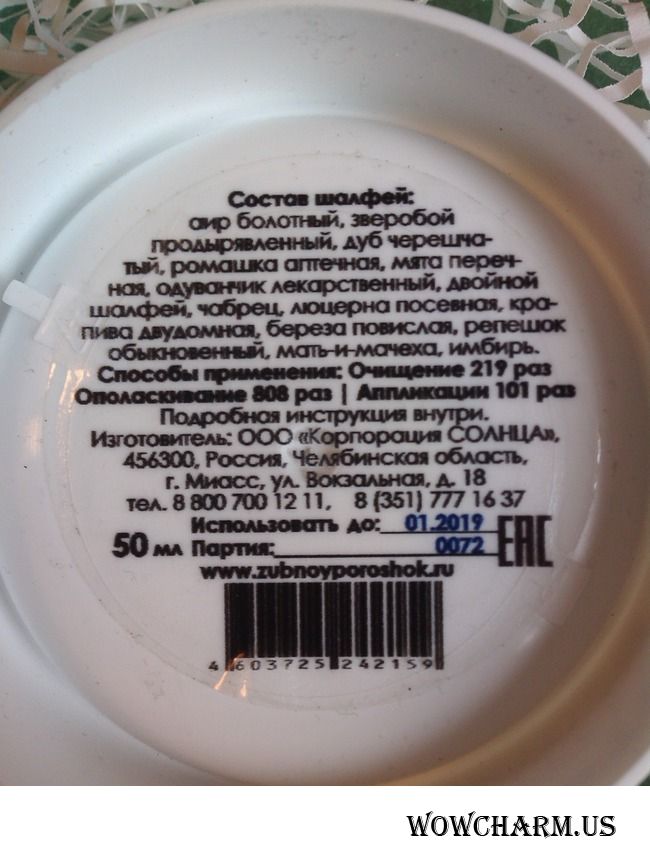 Состав шалфей:
аир болотный, зверобой
продырявленный, дуб черешча-
тый, ромашка аптечная, мята переч-
ная, одуванчик лекарственный, двойной
шалфей, чабрец, люцерна посевная, кра-
пива двудомная, береза повислая, репешок
обыкновенный, мать-и-мачеха, имбирь.
Способы применения: Очищение 219 раз
Ополаскивание 808 раз | Аппликации 101 раз
Подробная инструкция внутри.
Изготовитель: ООО «Корпорация СОЛНЦА»,
456300, Россия, Челябинская область,
г. Миасс, ул. Вокзальная, д. 18
тел. 8 800 700 12 11, 8 (351) 777 16 37
Использовать до: 01.2019
50 мл Партия: 0072 EAC
www.zubnoyporoshok.ru
4 603725 242159
WOWCHARM.US